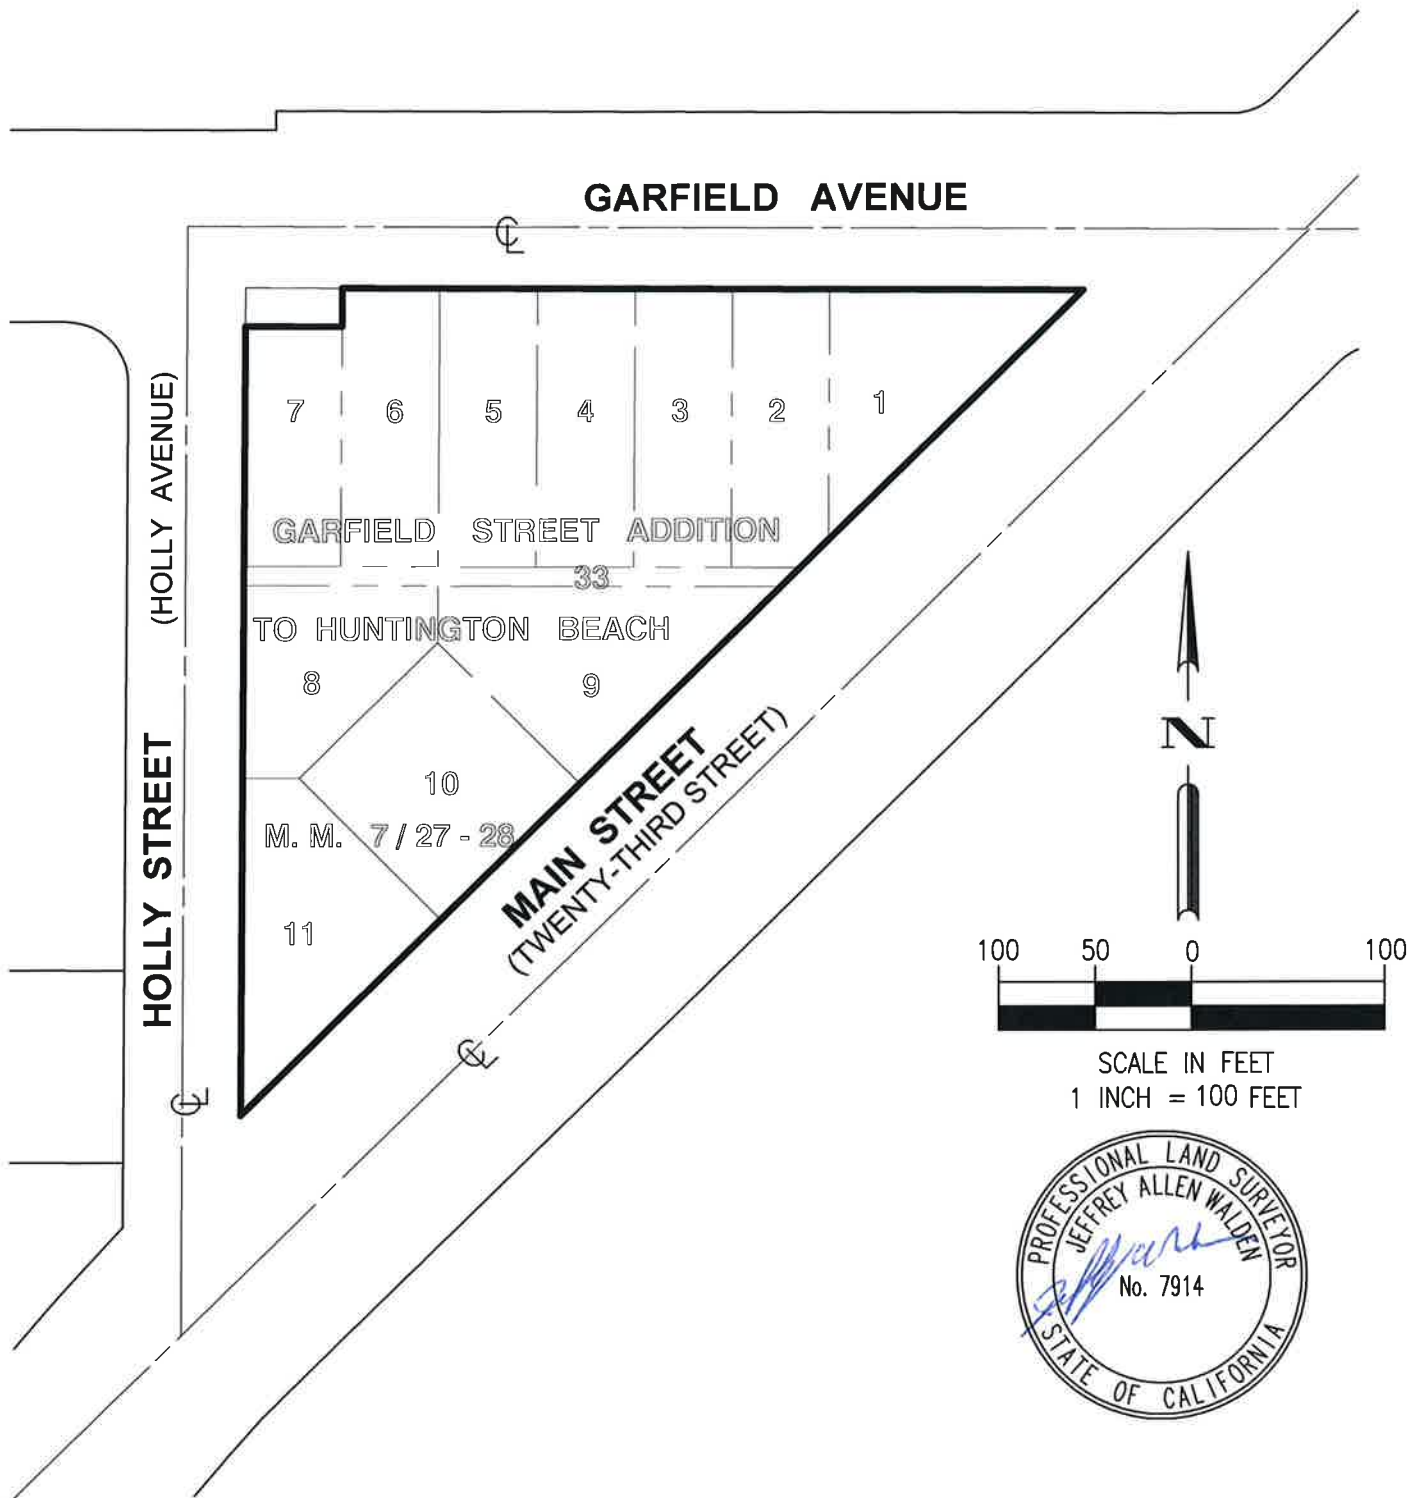 GARFIELD AVENUE
℄
(HOLLY AVENUE)
7 6 5 4 3 2 1
GARFIELD STREET ADDITION
33
TO HUNTINGTON BEACH
8
9
10
M. M. 7 / 27 - 28
11
HOLLY STREET
℄
MAIN STREET
(TWENTY-THIRD STREET)
℄
N
100 50 0 100
SCALE IN FEET
1 INCH = 100 FEET
PROFESSIONAL LAND SURVEYOR
JEFFREY ALLEN WALDEN
No. 7914
STATE OF CALIFORNIA